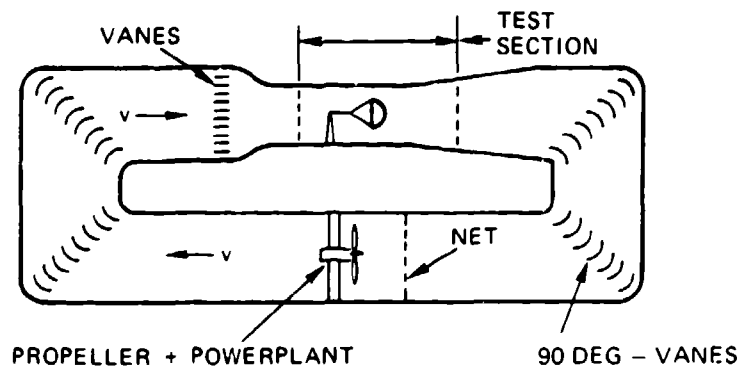 TEST
SECTION
VANES
v
v
NET
PROPELLER + POWERPLANT
90 DEG – VANES